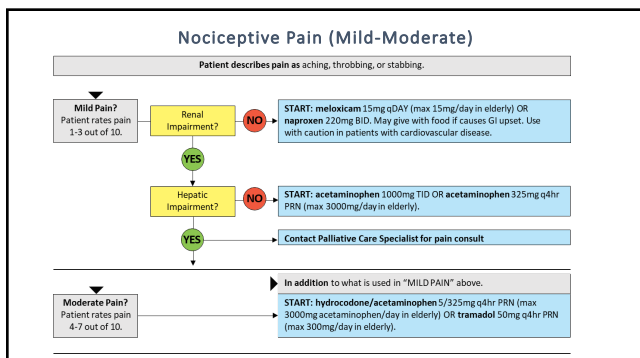 Nociceptive Pain (Mild-Moderate)
Patient describes pain as aching, throbbing, or stabbing.
Mild Pain?
Patient rates pain
1-3 out of 10.
Renal
Impairment?
NO
START: meloxicam 15mg qDAY (max 15mg/day in elderly) OR
naproxen 220mg BID. May give with food if causes GI upset. Use
with caution in patients with cardiovascular disease.
YES
Hepatic
Impairment?
NO
START: acetaminophen 1000mg TID OR acetaminophen 325mg q4hr
PRN (max 3000mg/day in elderly).
YES
Contact Palliative Care Specialist for pain consult
In addition to what is used in “MILD PAIN” above.
Moderate Pain?
Patient rates pain
4-7 out of 10.
START: hydrocodone/acetaminophen 5/325mg q4hr PRN (max
3000mg acetaminophen/day in elderly) OR tramadol 50mg q4hr PRN
(max 300mg/day in elderly).